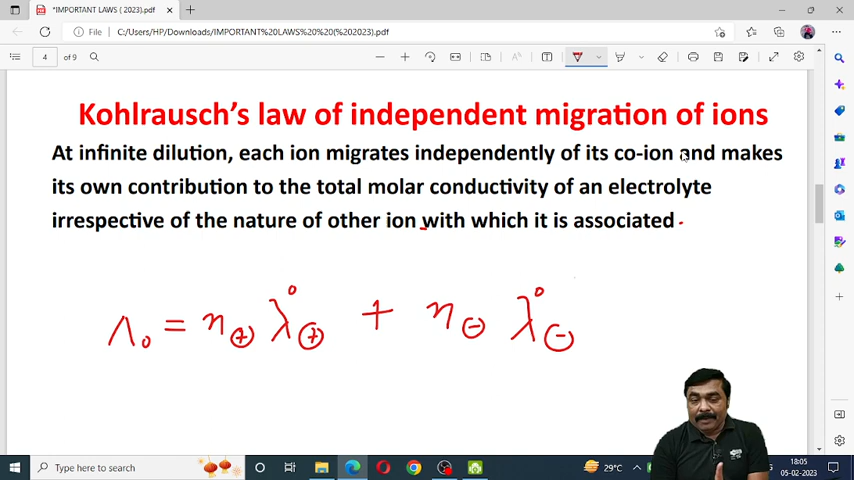 *IMPORTANT LAWS ( 2023).pdf
File
C:/Users/HP/Downloads/IMPORTANT%20LAWS%20%20(%202023).pdf
4 of 9
Kohlrausch's law of independent migration of ions
At infinite dilution, each ion migrates independently of its co-ion and makes
its own contribution to the total molar conductivity of an electrolyte
irrespective of the nature of other ion with which it is associated.
Λ₀ = n⊕ λ°⊕ + n⊖ λ°⊖
Type here to search
29°C
18:05
05-02-2023